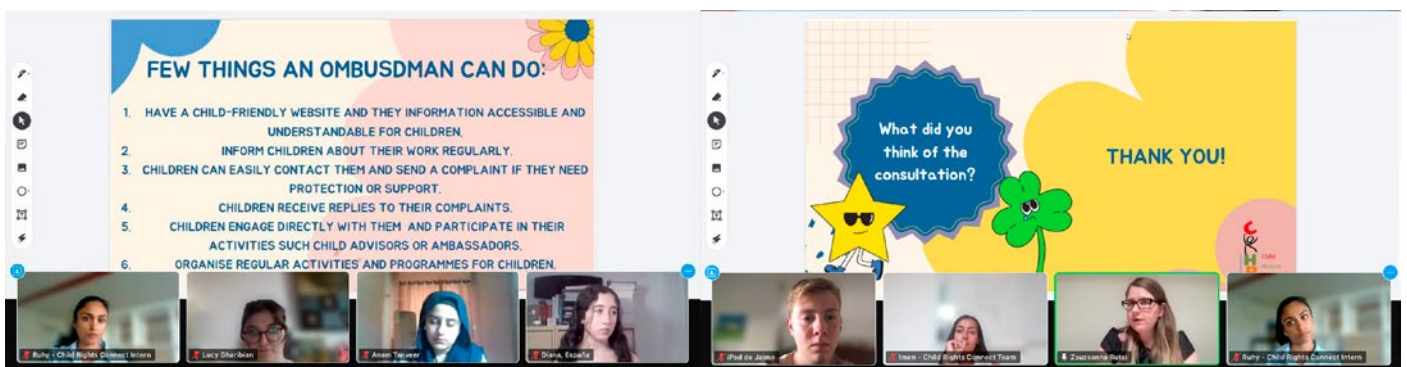 FEW THINGS AN OMBUSDMAN CAN DO:
1. HAVE A CHILD-FRIENDLY WEBSITE AND THEY INFORMATION ACCESSIBLE AND
UNDERSTANDABLE FOR CHILDREN.
2. INFORM CHILDREN ABOUT THEIR WORK REGULARLY.
3. CHILDREN CAN EASILY CONTACT THEM AND SEND A COMPLAINT IF THEY NEED
PROTECTION OR SUPPORT.
4. CHILDREN RECEIVE REPLIES TO THEIR COMPLAINTS.
5. CHILDREN ENGAGE DIRECTLY WITH THEM AND PARTICIPATE IN THEIR
ACTIVITIES SUCH CHILD ADVISORS OR AMBASSADORS.
6. ORGANISE REGULAR ACTIVITIES AND PROGRAMMES FOR CHILDREN.
Ruhy - Child Rights Connect Intern
Lucy Gharibian
Anam Tanveer
Diana, España
What did you
think of the
consultation?
THANK YOU!
Child
iPad de Jaime
Imen - Child Rights Connect Team
Zsuzsanna Rutai
Ruhy - Child Rights Connect Intern